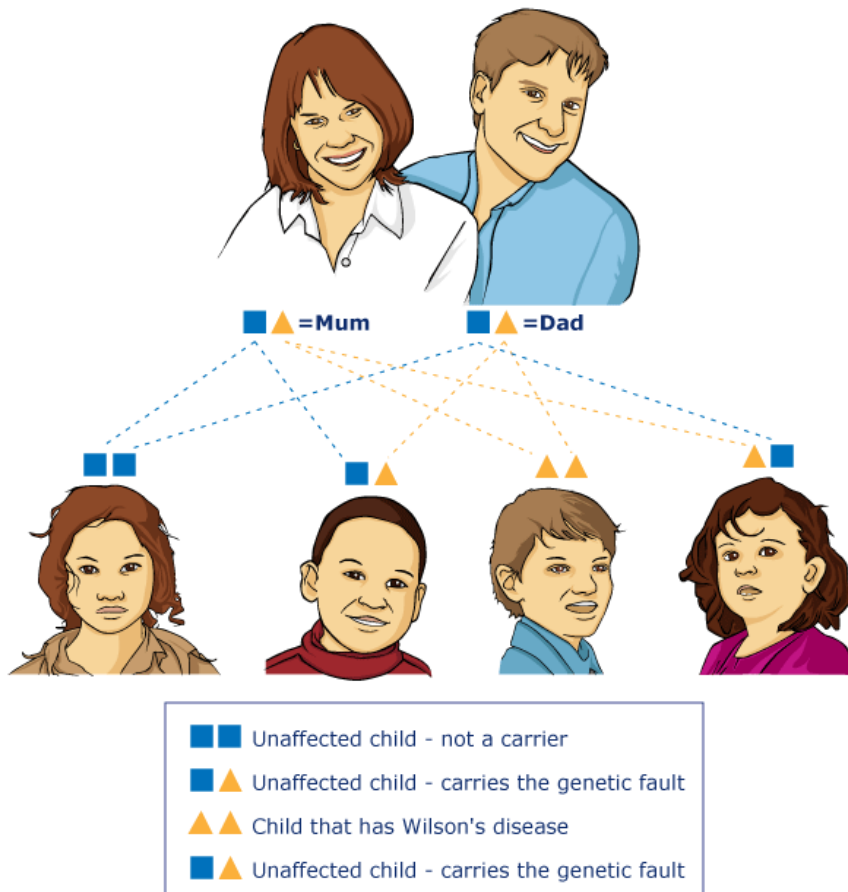 =Mum
=Dad
Unaffected child - not a carrier
Unaffected child - carries the genetic fault
Child that has Wilson's disease
Unaffected child - carries the genetic fault